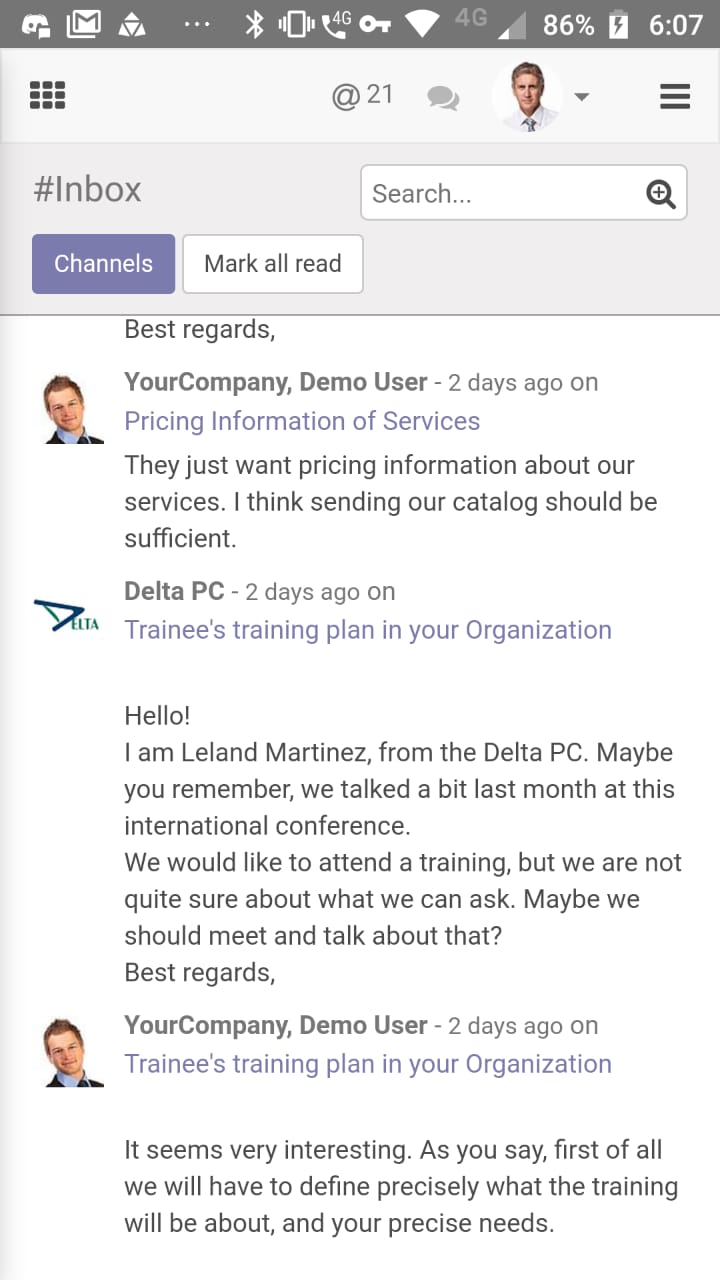 4G 4G 86% 6:07
@ 21
#Inbox
Search...
Channels Mark all read
Best regards,
YourCompany, Demo User - 2 days ago on
Pricing Information of Services
They just want pricing information about our
services. I think sending our catalog should be
sufficient.
Delta PC - 2 days ago on
ELTA
Trainee's training plan in your Organization
Hello!
I am Leland Martinez, from the Delta PC. Maybe
you remember, we talked a bit last month at this
international conference.
We would like to attend a training, but we are not
quite sure about what we can ask. Maybe we
should meet and talk about that?
Best regards,
YourCompany, Demo User - 2 days ago on
Trainee's training plan in your Organization
It seems very interesting. As you say, first of all
we will have to define precisely what the training
will be about, and your precise needs.